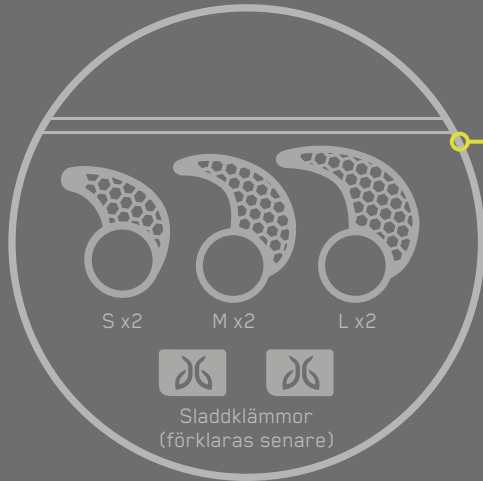 S x2
M x2
L x2
Sladdklämmor
(förklaras senare)